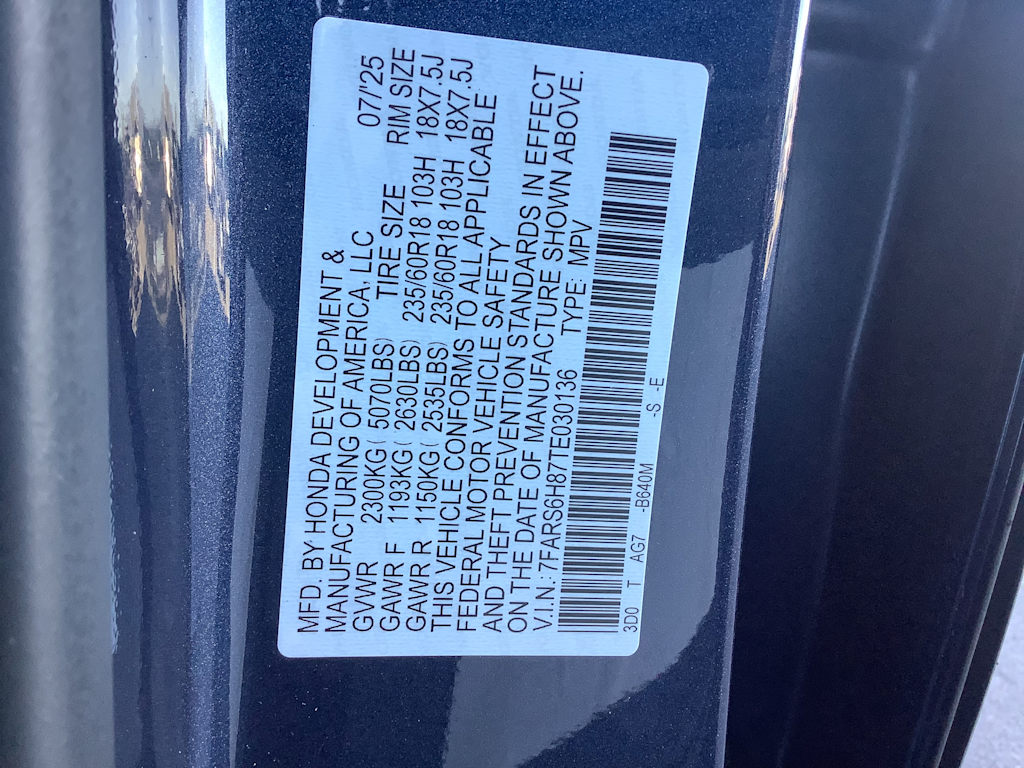 MFD. BY HONDA DEVELOPMENT &
MANUFACTURING OF AMERICA, LLC 07/'25
GVWR 2300KG( 5070LBS) TIRE SIZE RIM SIZE
GAWR F 1193KG( 2630LBS) 235/60R18 103H 18X7.5J
GAWR R 1150KG( 2535LBS) 235/60R18 103H 18X7.5J
THIS VEHICLE CONFORMS TO ALL APPLICABLE
FEDERAL MOTOR VEHICLE SAFETY
AND THEFT PREVENTION STANDARDS IN EFFECT
ON THE DATE OF MANUFACTURE SHOWN ABOVE.
V.I.N.: 7FARS6H87TE030136 TYPE: MPV
3D0 T AG7 -B640M -S -E